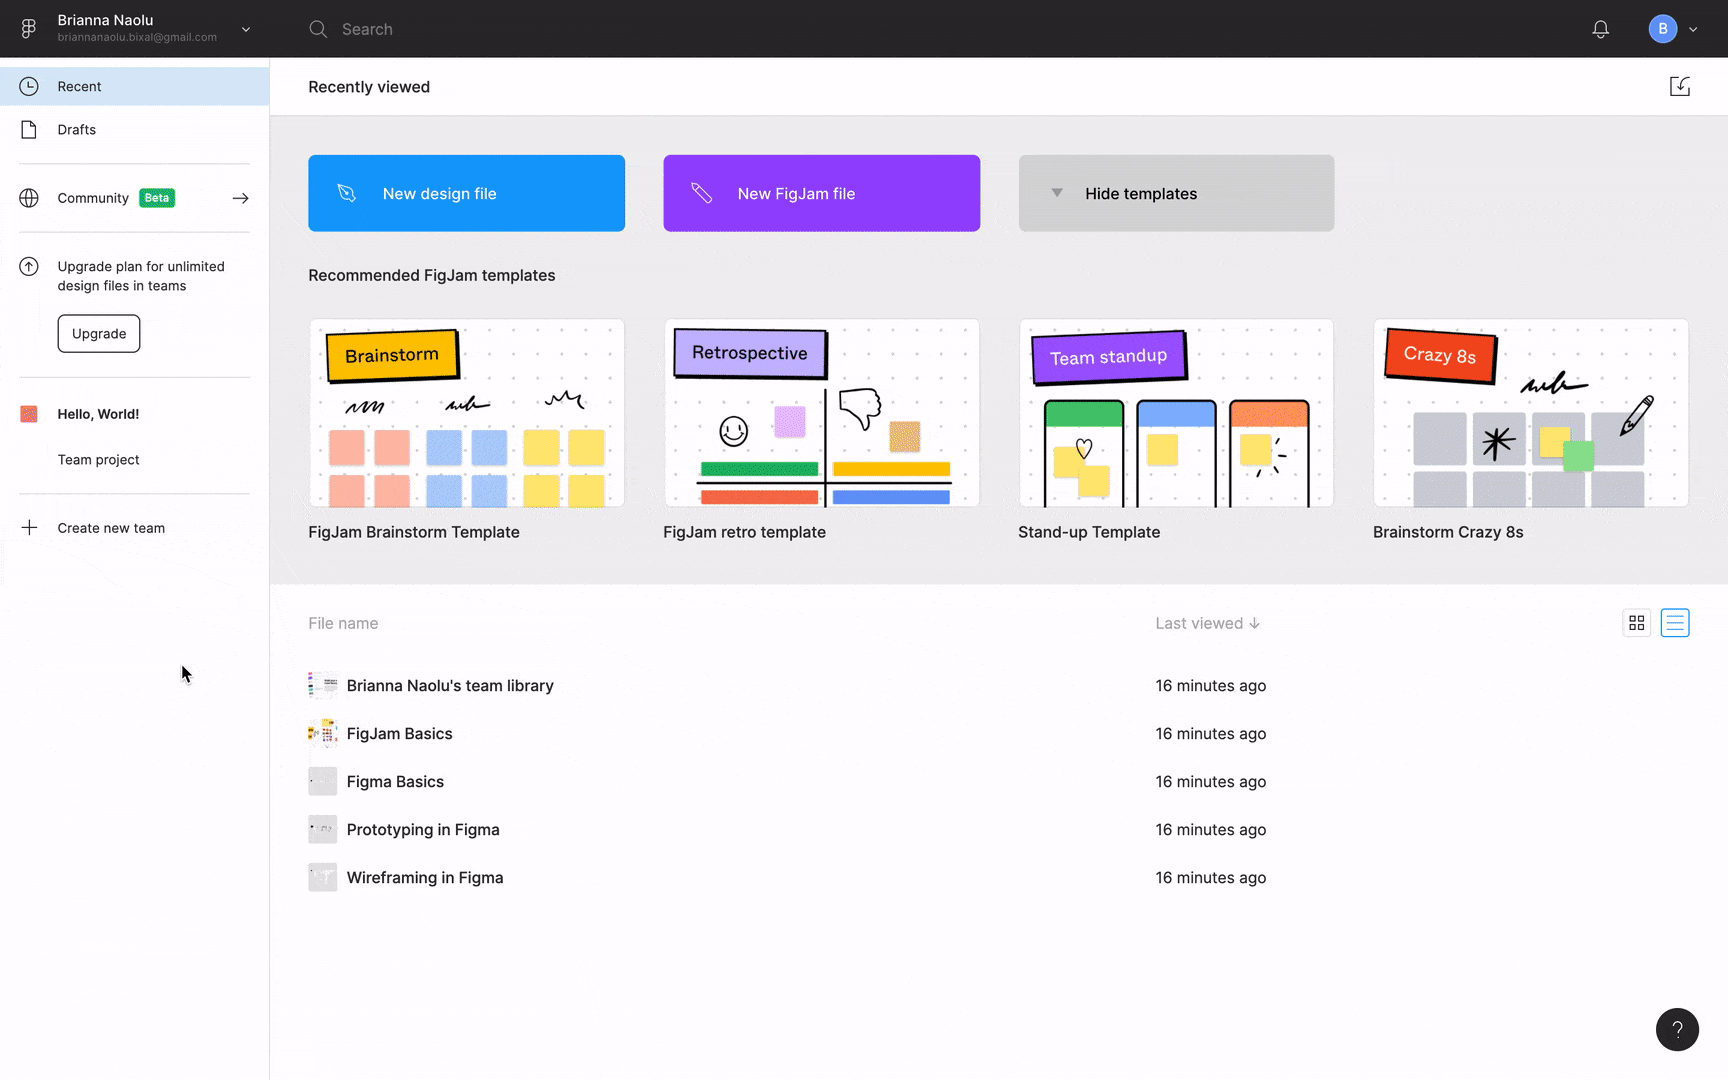 Brianna Naolu
briannanaolu.bixal@gmail.com
Search
B
Recent
Drafts
Community Beta
Upgrade plan for unlimited
design files in teams
Upgrade
Hello, World!
Team project
Create new team
Recently viewed
New design file
New FigJam file
Hide templates
Recommended FigJam templates
Brainstorm
Retrospective
Team standup
Crazy 8s
FigJam Brainstorm Template
FigJam retro template
Stand-up Template
Brainstorm Crazy 8s
File name
Last viewed ↓
Brianna Naolu's team library
16 minutes ago
FigJam Basics
16 minutes ago
Figma Basics
16 minutes ago
Prototyping in Figma
16 minutes ago
Wireframing in Figma
16 minutes ago
?